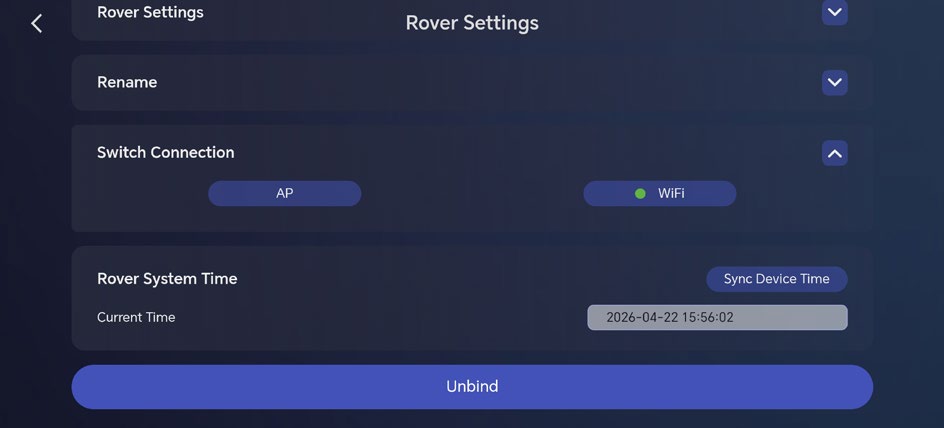 Rover Settings
Rover Settings
Rename
Switch Connection
AP
WiFi
Rover System Time
Sync Device Time
Current Time
2026-04-22 15:56:02
Unbind